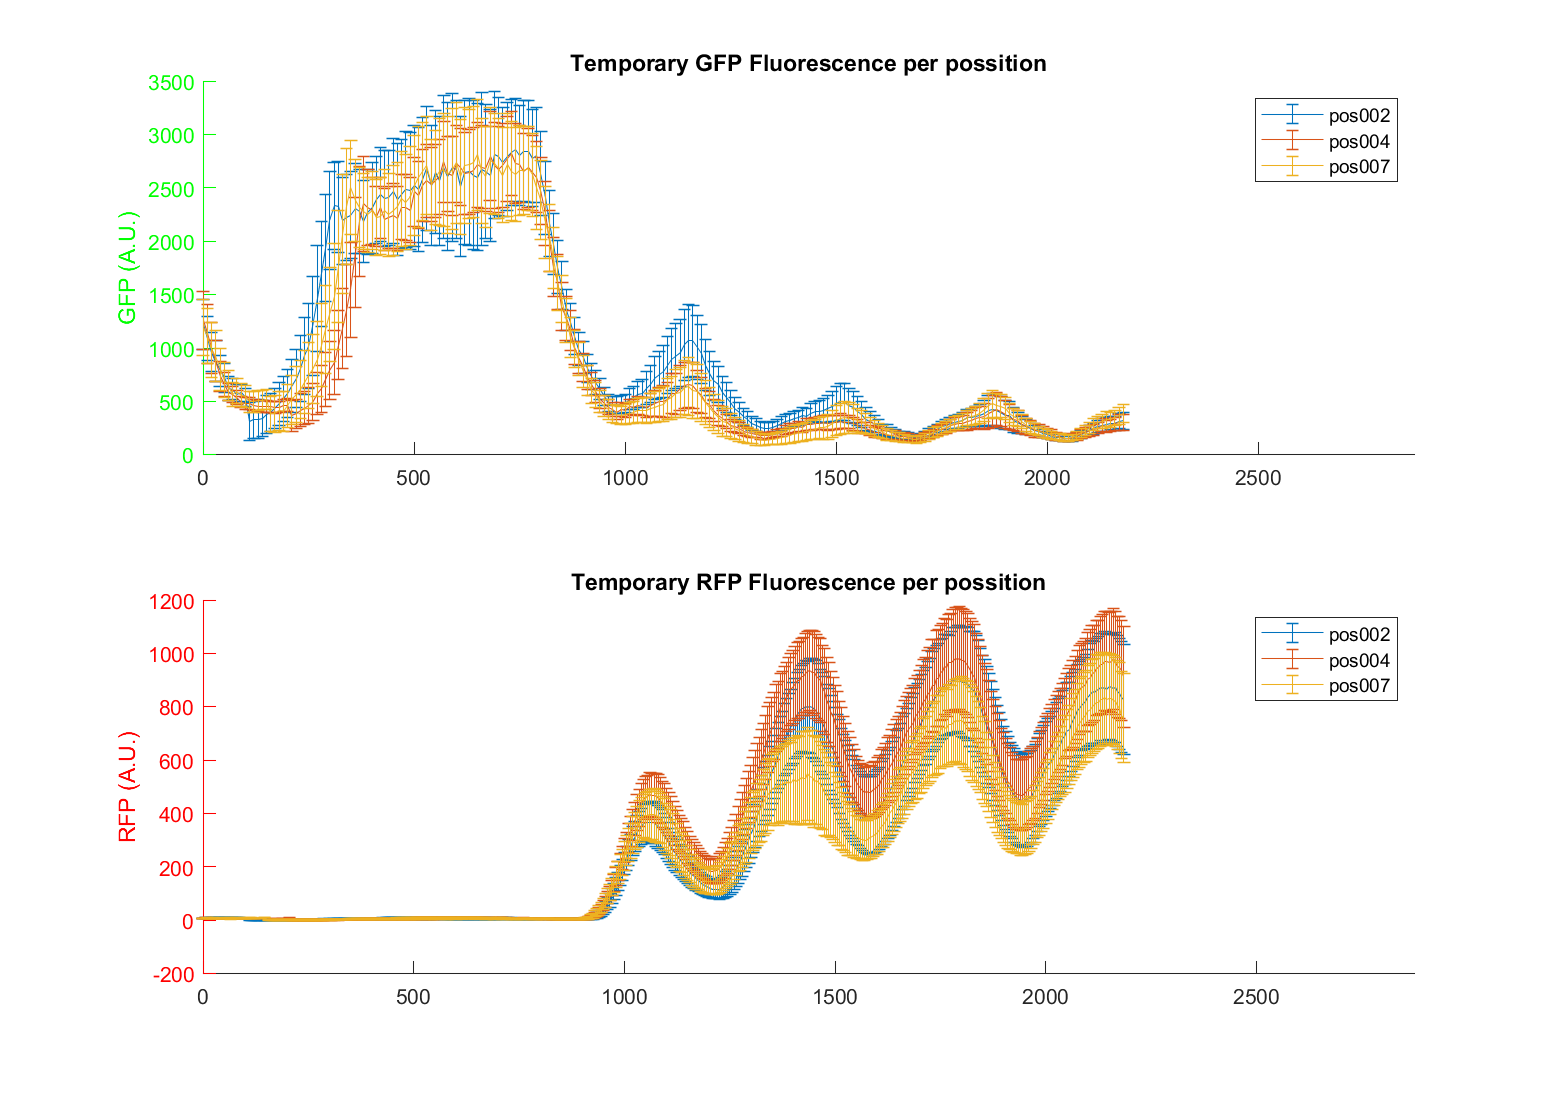 Temporary GFP Fluorescence per possition
3500
3000
2500
2000
1500
1000
500
0
GFP (A.U.)
0 500 1000 1500 2000 2500
pos002
pos004
pos007
Temporary RFP Fluorescence per possition
1200
1000
800
600
400
200
0
-200
RFP (A.U.)
0 500 1000 1500 2000 2500
pos002
pos004
pos007